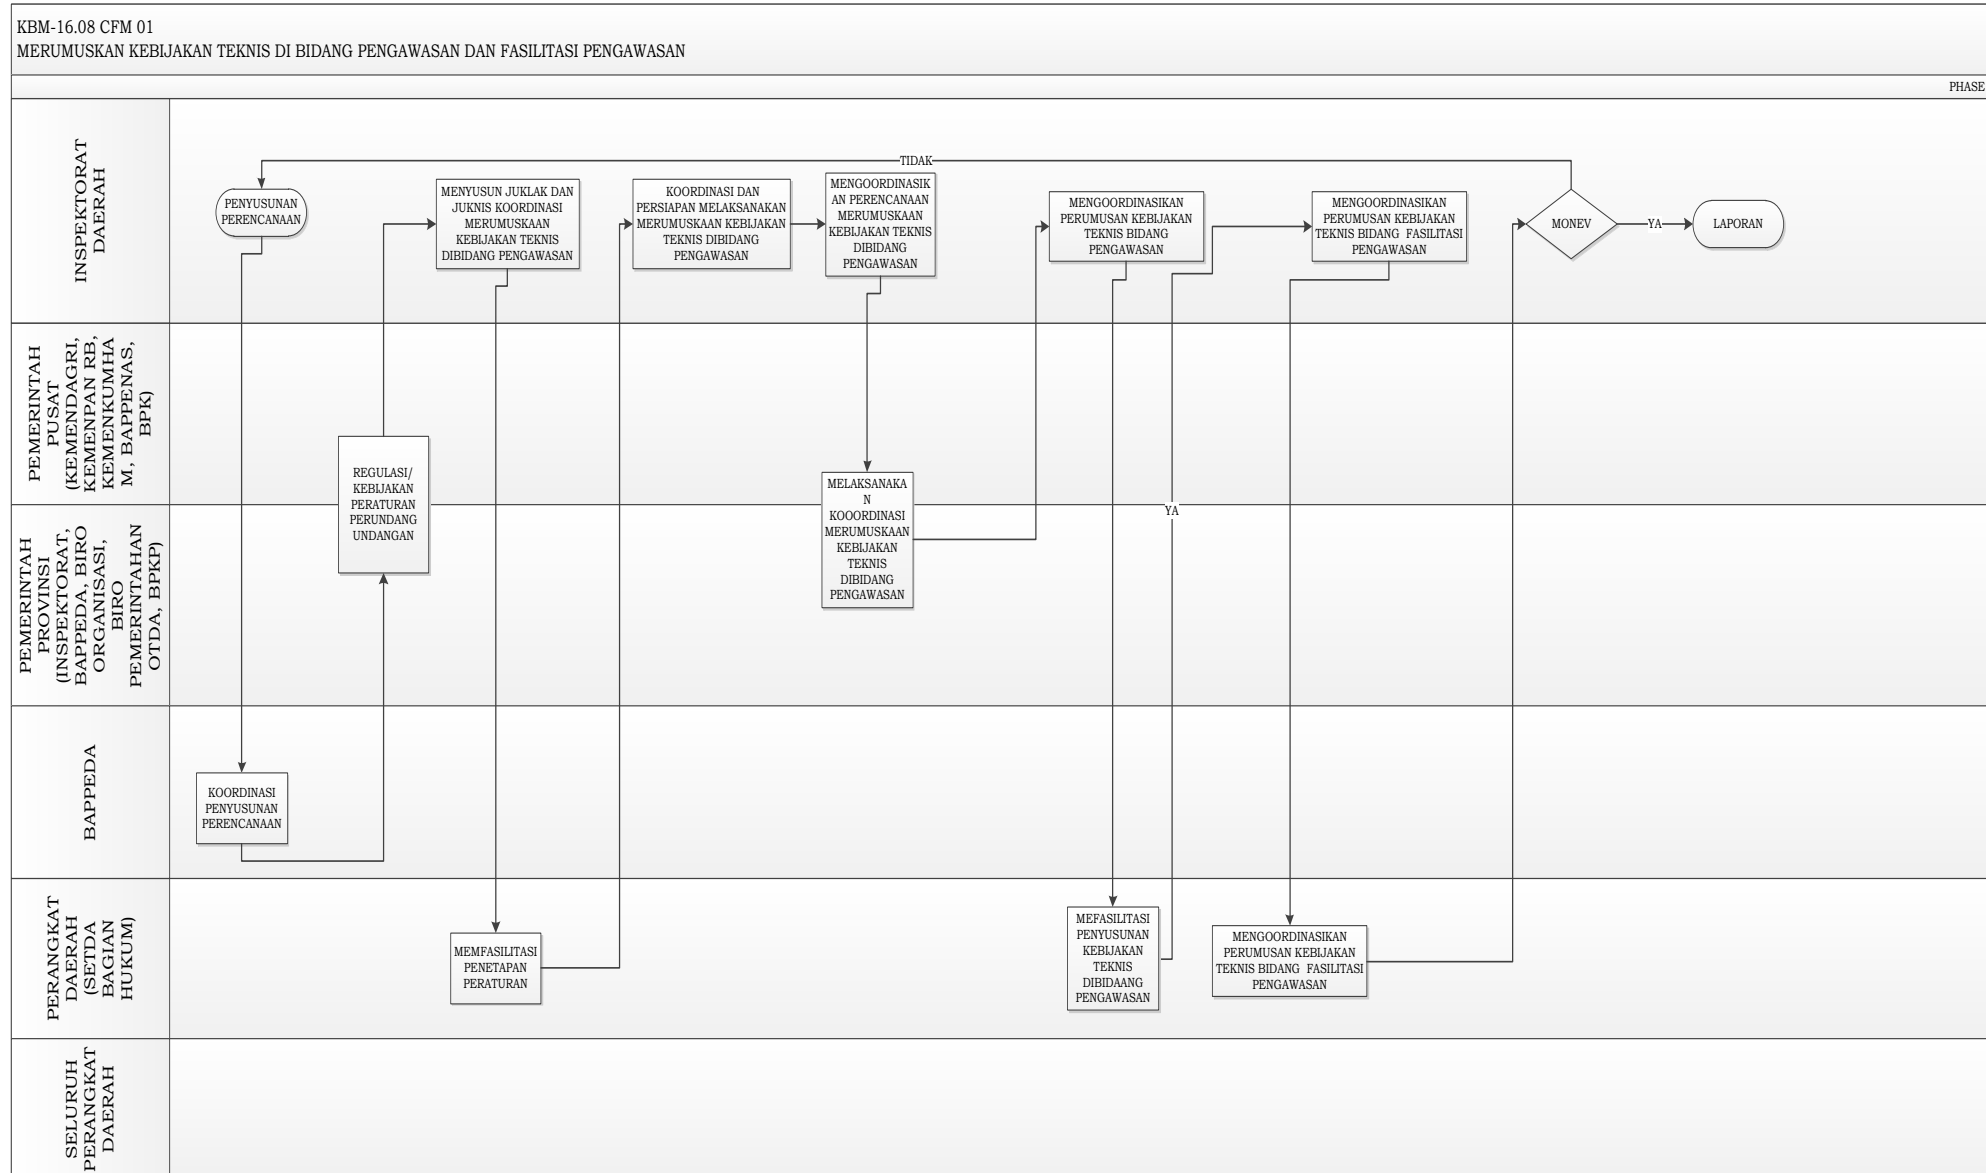 KBM-16.08 CFM 01
MERUMUSKAN KEBIJAKAN TEKNIS DI BIDANG PENGAWASAN DAN FASILITASI PENGAWASAN
PHASE
INSPEKTORAT
DAERAH
PENYUSUNAN
PERENCANAAN
MENYUSUN JUKLAK DAN
JUKNIS KOORDINASI
MERUMUSKAAN
KEBIJAKAN TEKNIS
DIBIDANG PENGAWASAN
KOORDINASI DAN
PERSIAPAN MELAKSANAKAN
MERUMUSKAAN KEBIJAKAN
TEKNIS DIBIDANG
PENGAWASAN
TIDAK
MENGOORDINASIK
AN PERENCANAAN
MERUMUSKAAN
KEBIJAKAN TEKNIS
DIBIDANG
PENGAWASAN
MENGOORDINASIKAN
PERUMUSAN KEBIJAKAN
TEKNIS BIDANG
PENGAWASAN
MENGOORDINASIKAN
PERUMUSAN KEBIJAKAN
TEKNIS BIDANG  FASILITASI
PENGAWASAN
MONEV
YA
LAPORAN
PEMERINTAH
PUSAT
(KEMENDAGRI,
KEMENPAN RB,
KEMENKUMHA
M, BAPPENAS,
BPK)
REGULASI/
KEBIJAKAN
PERATURAN
PERUNDANG
UNDANGAN
MELAKSANAKA
N
KOOORDINASI
MERUMUSKAAN
KEBIJAKAN
TEKNIS
DIBIDANG
PENGAWASAN
YA
PEMERINTAH
PROVINSI
(INSPEKTORAT,
BAPPEDA, BIRO
ORGANISASI,
BIRO
PEMERINTAHAN
OTDA, BPKP)
BAPPEDA
KOORDINASI
PENYUSUNAN
PERENCANAAN
PERANGKAT
DAERAH
(SETDA
BAGIAN
HUKUM)
MEMFASILITASI
PENETAPAN
PERATURAN
MEFASILITASI
PENYUSUNAN
KEBIJAKAN
TEKNIS
DIBIDAANG
PENGAWASAN
MENGOORDINASIKAN
PERUMUSAN KEBIJAKAN
TEKNIS BIDANG  FASILITASI
PENGAWASAN
SELURUH
PERANGKAT
DAERAH